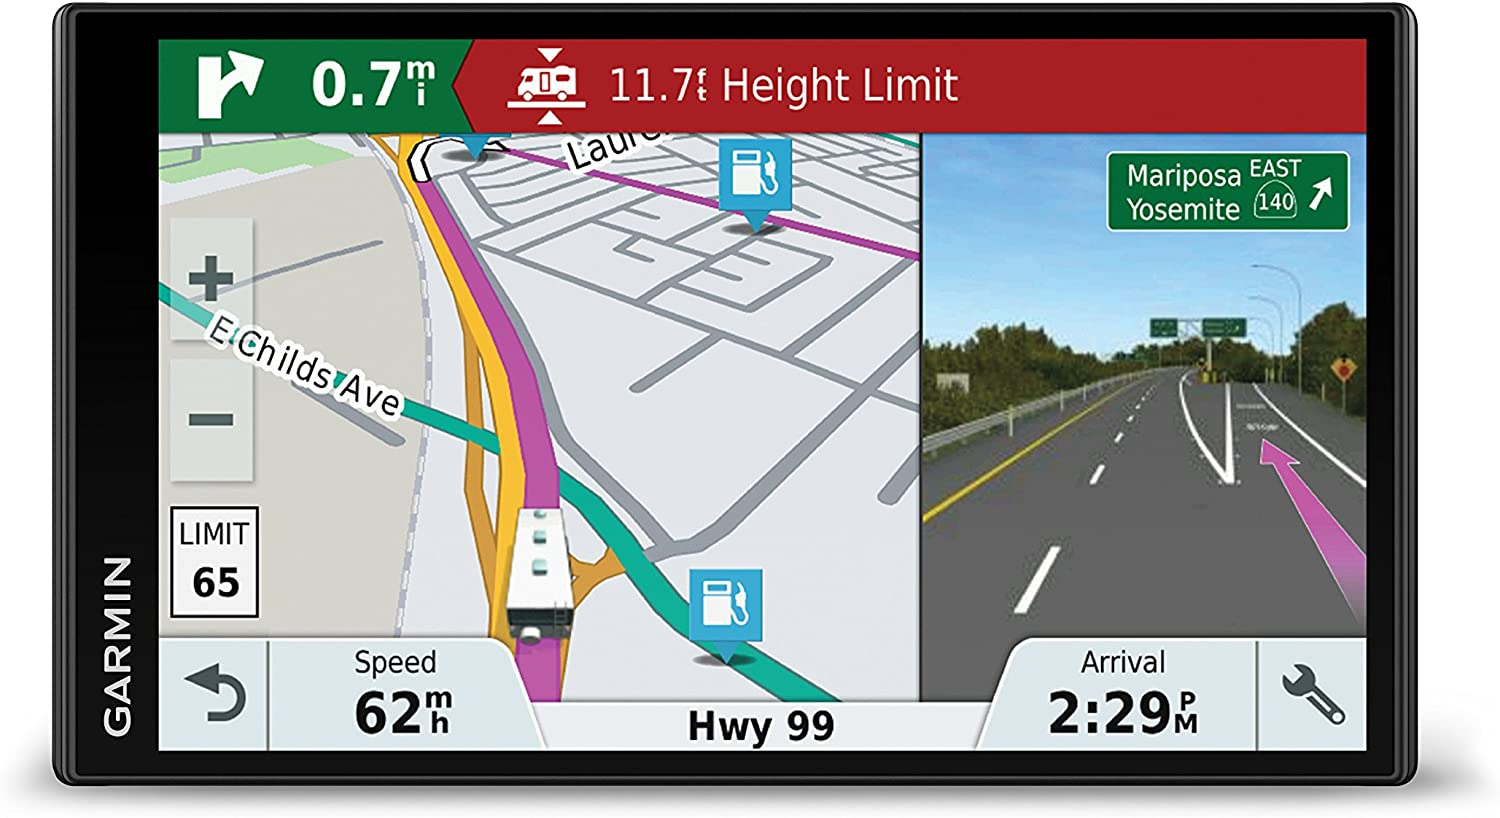 0.7 mi
11.7 ft Height Limit
Laure
Mariposa EAST
Yosemite 140
E Childs Ave
LIMIT
65
GARMIN
Speed
62 mh
Hwy 99
Arrival
2:29 PM